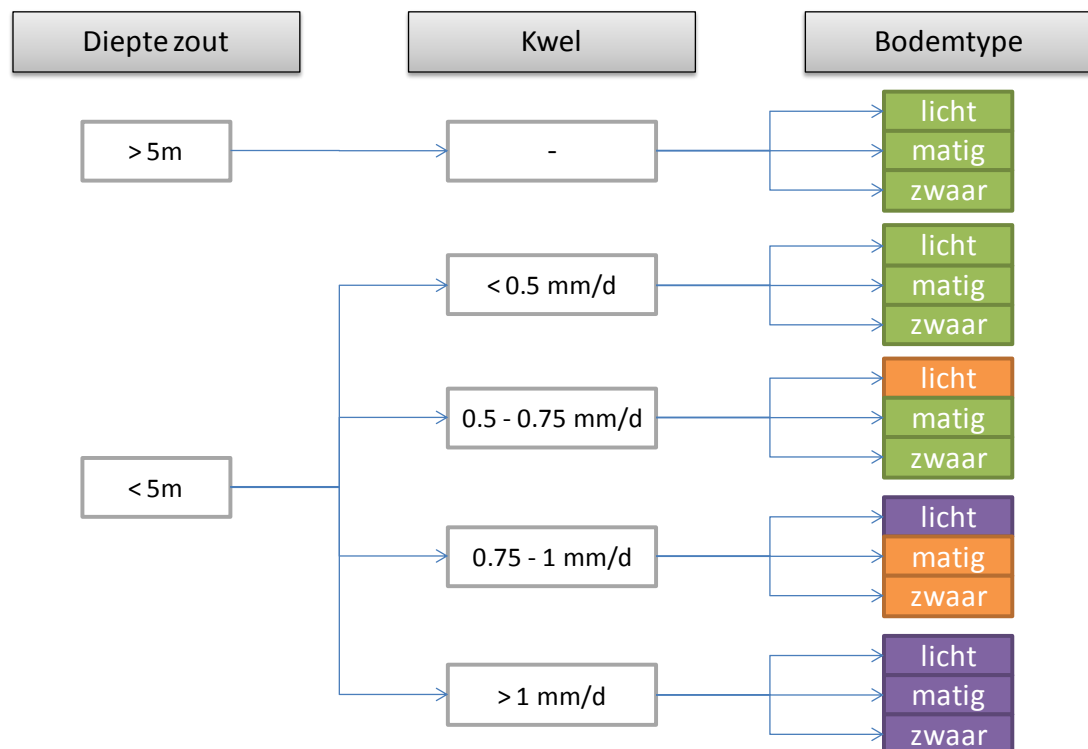 Diepte zout
Kwel
Bodemtype
> 5m
-
licht
matig
zwaar
< 0.5 mm/d
licht
matig
zwaar
0.5 - 0.75 mm/d
licht
matig
zwaar
< 5m
0.75 - 1 mm/d
licht
matig
zwaar
> 1 mm/d
licht
matig
zwaar